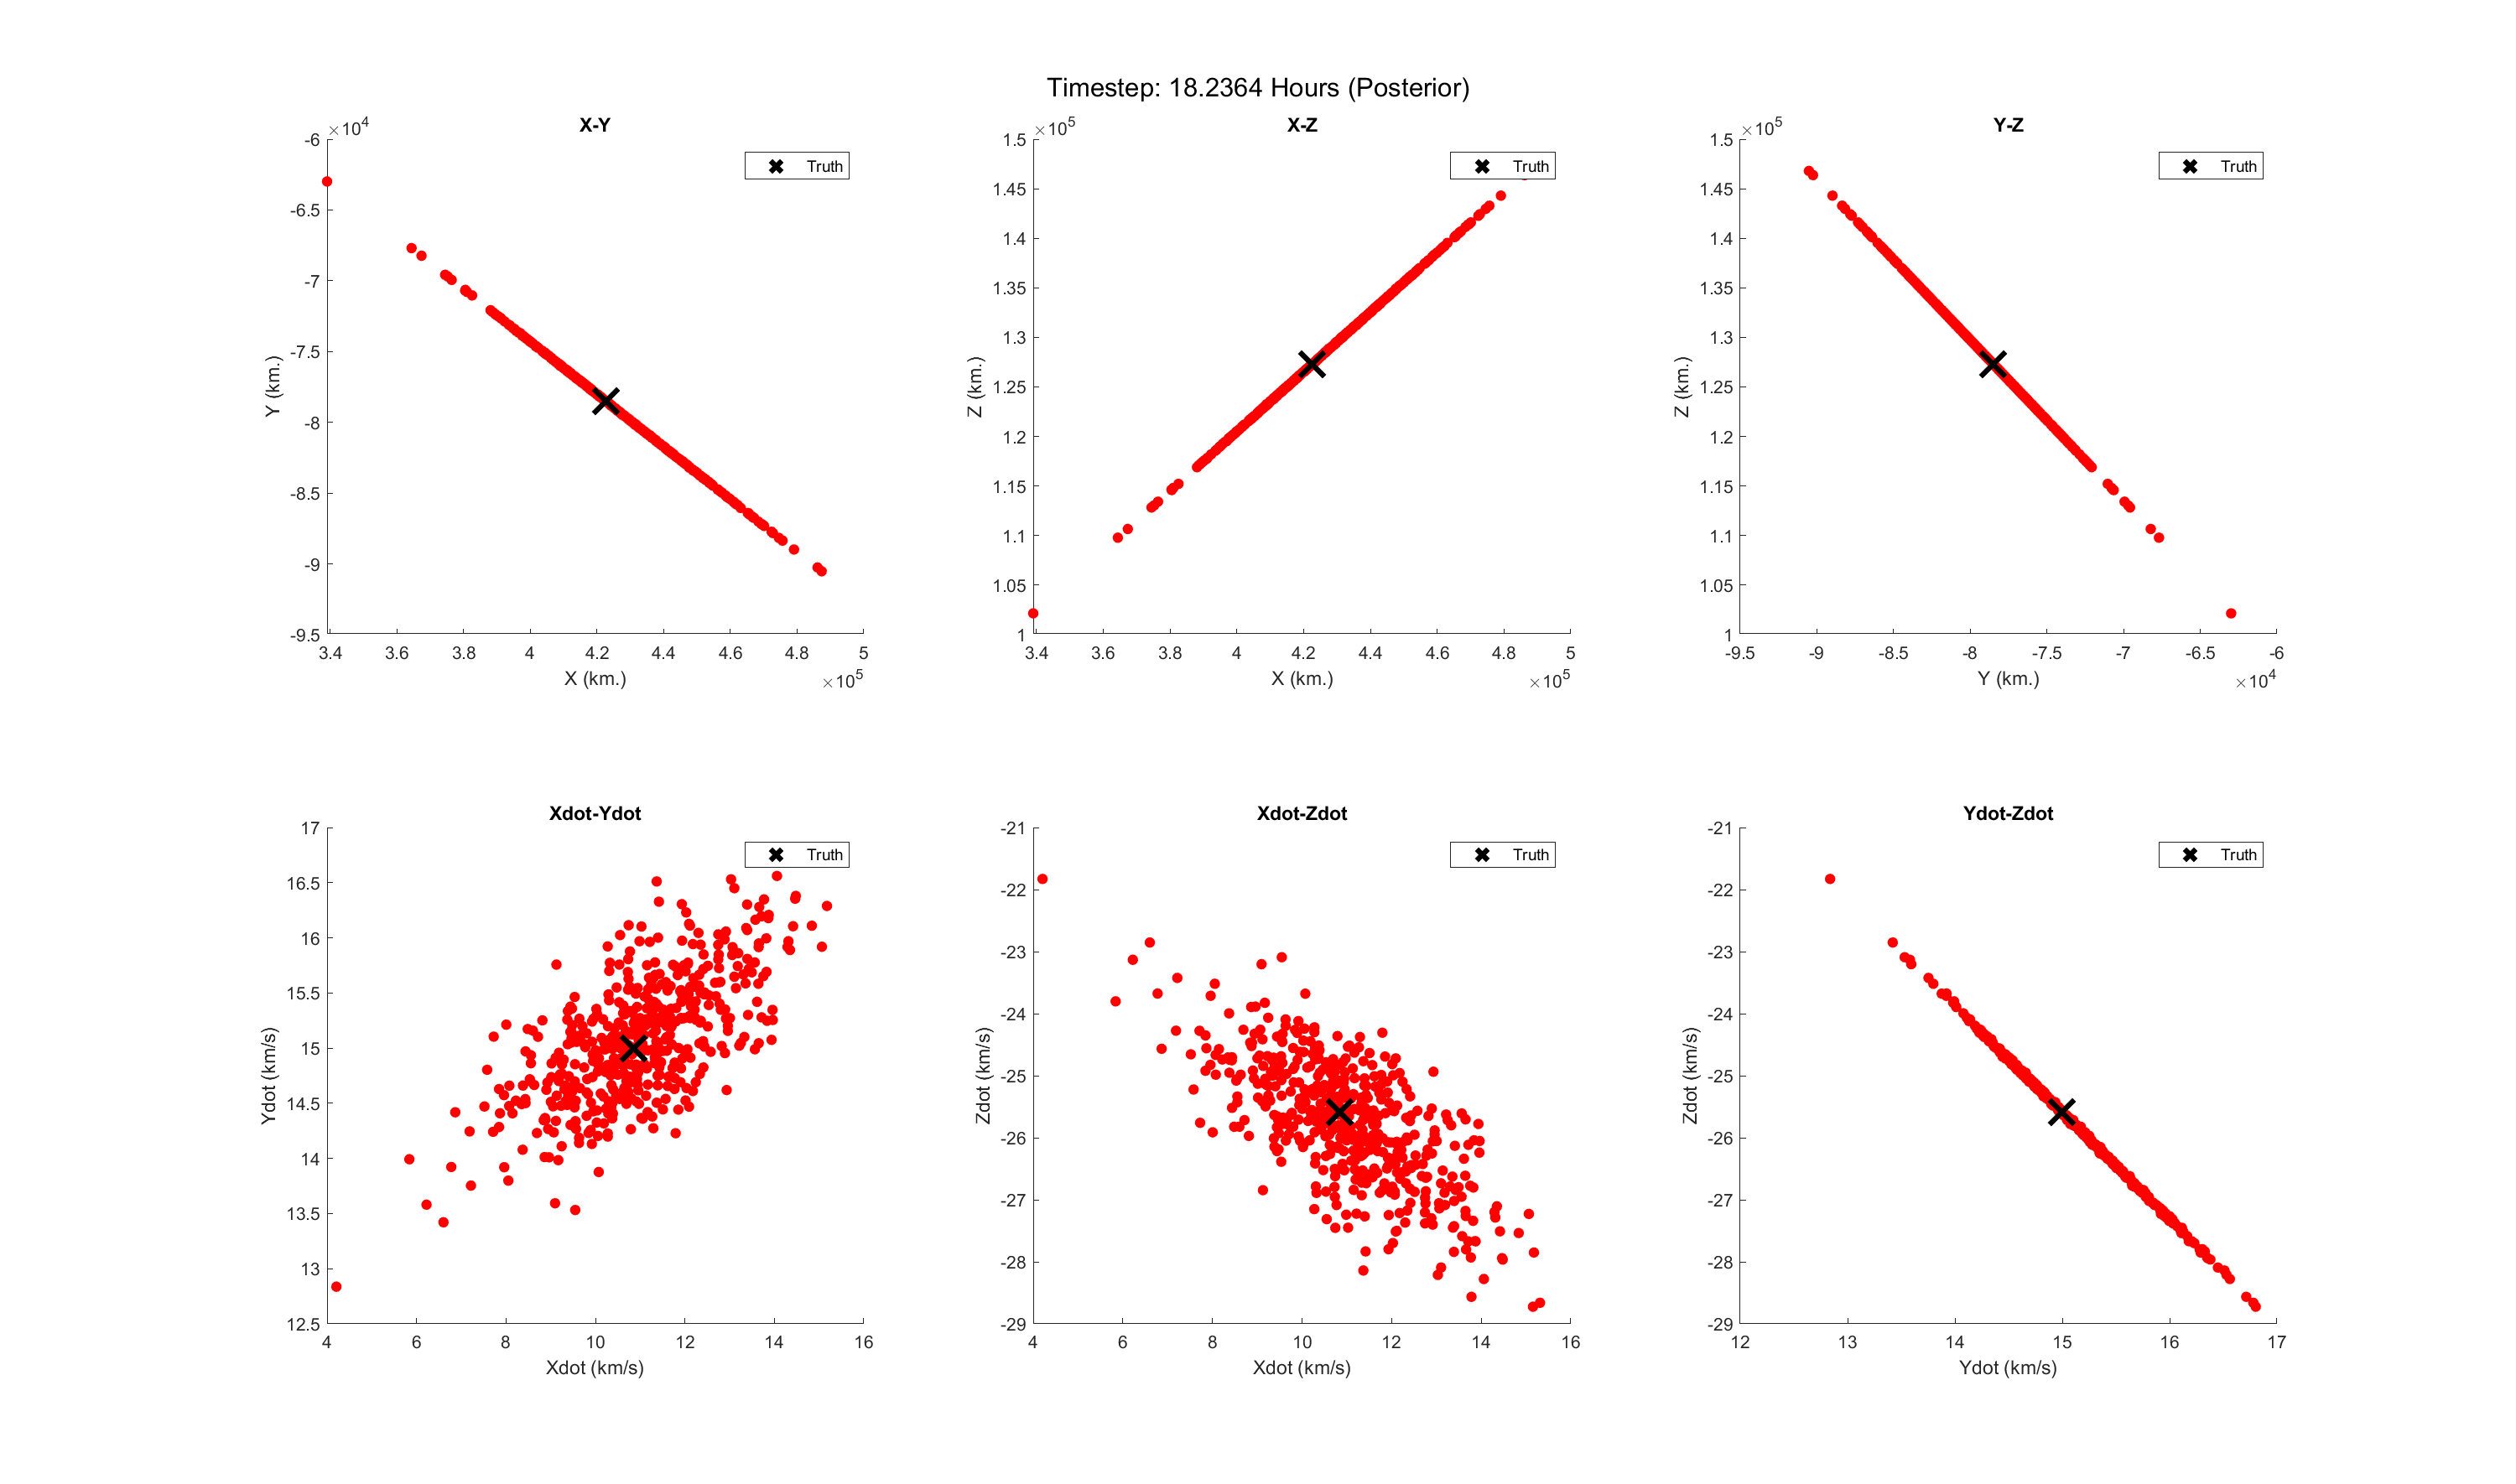 Timestep: 18.2364 Hours (Posterior)
X-Y
×10^4
Truth
-6
-6.5
-7
-7.5
-8
-8.5
-9
-9.5
Y (km.)
3.4 3.6 3.8 4 4.2 4.4 4.6 4.8 5
X (km.)
×10^5
X-Z
×10^5
Truth
1.5
1.45
1.4
1.35
1.3
1.25
1.2
1.15
1.1
1.05
1
Z (km.)
3.4 3.6 3.8 4 4.2 4.4 4.6 4.8 5
X (km.)
×10^5
Y-Z
×10^5
Truth
1.5
1.45
1.4
1.35
1.3
1.25
1.2
1.15
1.1
1.05
1
Z (km.)
-9.5 -9 -8.5 -8 -7.5 -7 -6.5 -6
Y (km.)
×10^4
Xdot-Ydot
Truth
17
16.5
16
15.5
15
14.5
14
13.5
13
12.5
Ydot (km/s)
4 6 8 10 12 14 16
Xdot (km/s)
Xdot-Zdot
Truth
-21
-22
-23
-24
-25
-26
-27
-28
-29
Zdot (km/s)
4 6 8 10 12 14 16
Xdot (km/s)
Ydot-Zdot
Truth
-21
-22
-23
-24
-25
-26
-27
-28
-29
Zdot (km/s)
12 13 14 15 16 17
Ydot (km/s)